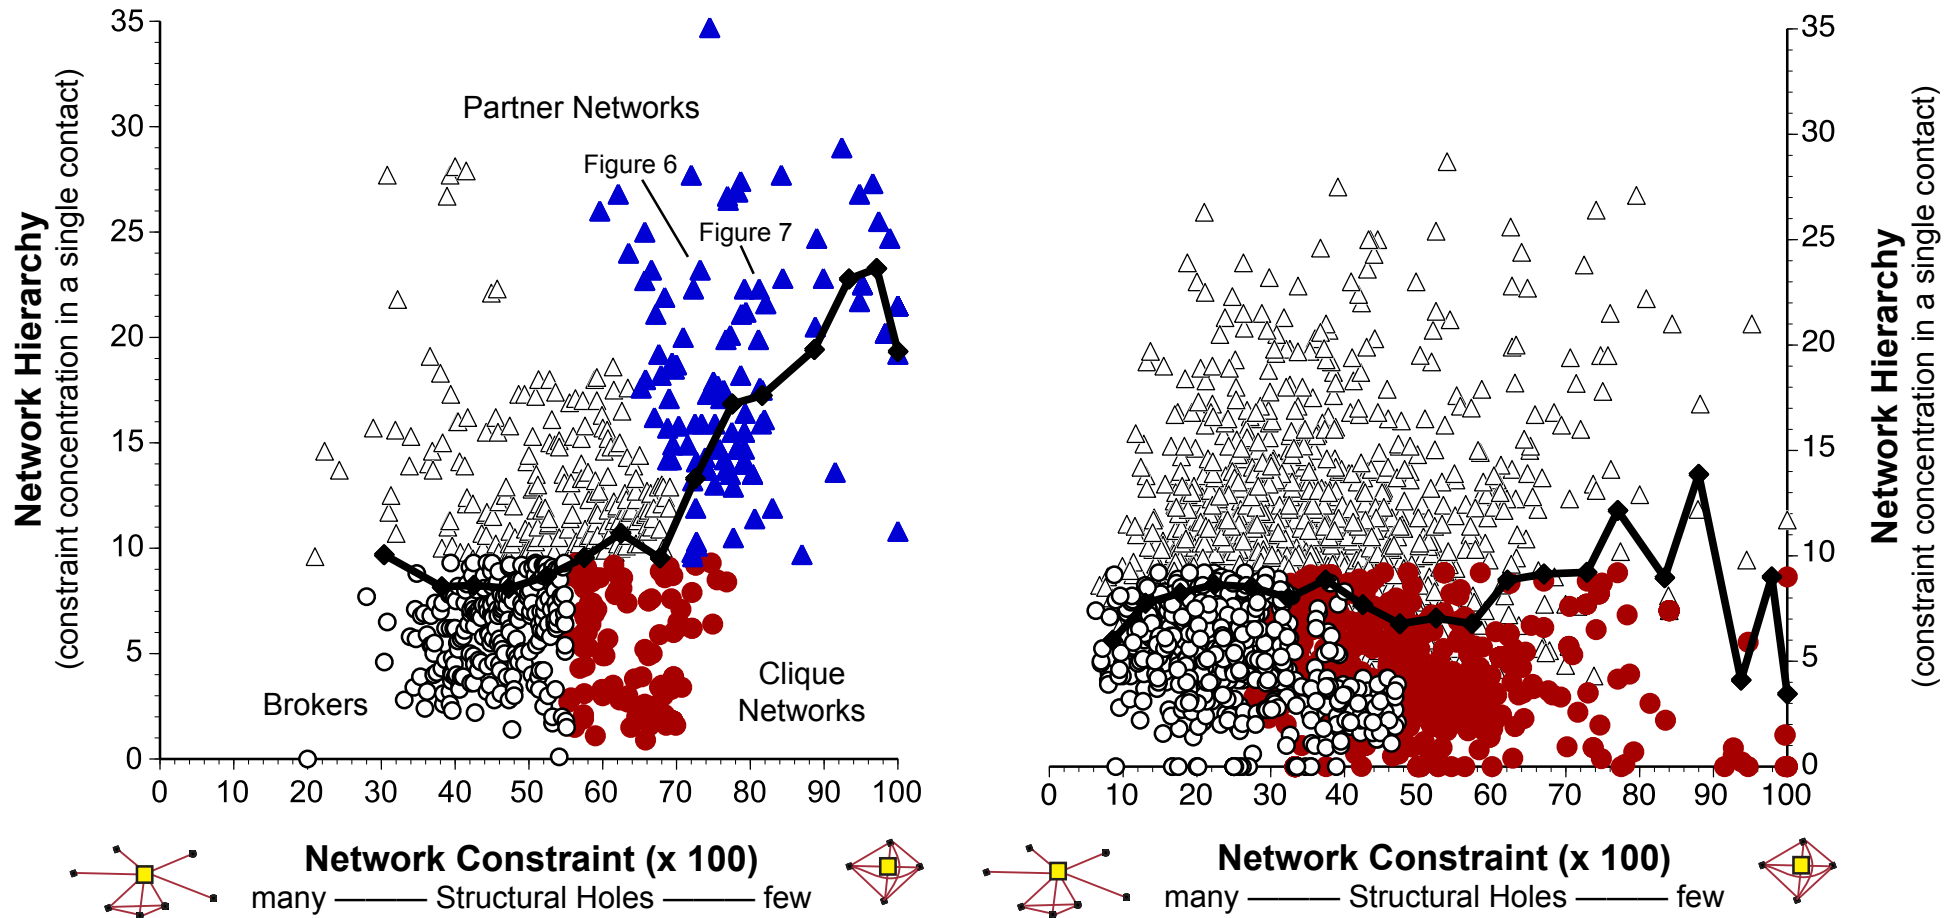 35
30
25
20
15
10
5
0
Network Hierarchy
(constraint concentration in a single contact)
Partner Networks
Figure 6
Figure 7
Brokers
Clique
Networks
0 10 20 30 40 50 60 70 80 90 100
Network Constraint (x 100)
many ——— Structural Holes ——— few
35
30
25
20
15
10
5
0
Network Hierarchy
(constraint concentration in a single contact)
0 10 20 30 40 50 60 70 80 90 100
Network Constraint (x 100)
many ——— Structural Holes ——— few